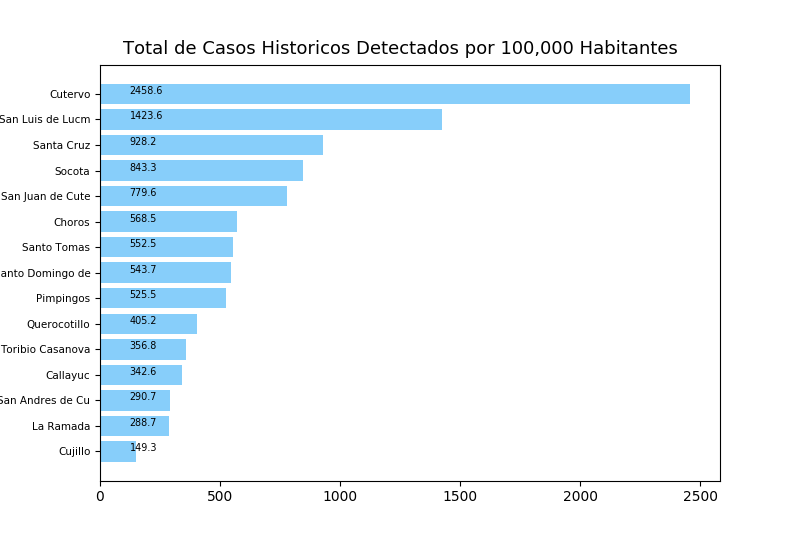 Total de Casos Historicos Detectados por 100,000 Habitantes
Cutervo 2458.6
San Luis de Lucm 1423.6
Santa Cruz 928.2
Socota 843.3
San Juan de Cute 779.6
Choros 568.5
Santo Tomas 552.5
anto Domingo de 543.7
Pimpingos 525.5
Querocotillo 405.2
Toribio Casanova 356.8
Callayuc 342.6
San Andres de Cu 290.7
La Ramada 288.7
Cujillo 149.3
0 500 1000 1500 2000 2500